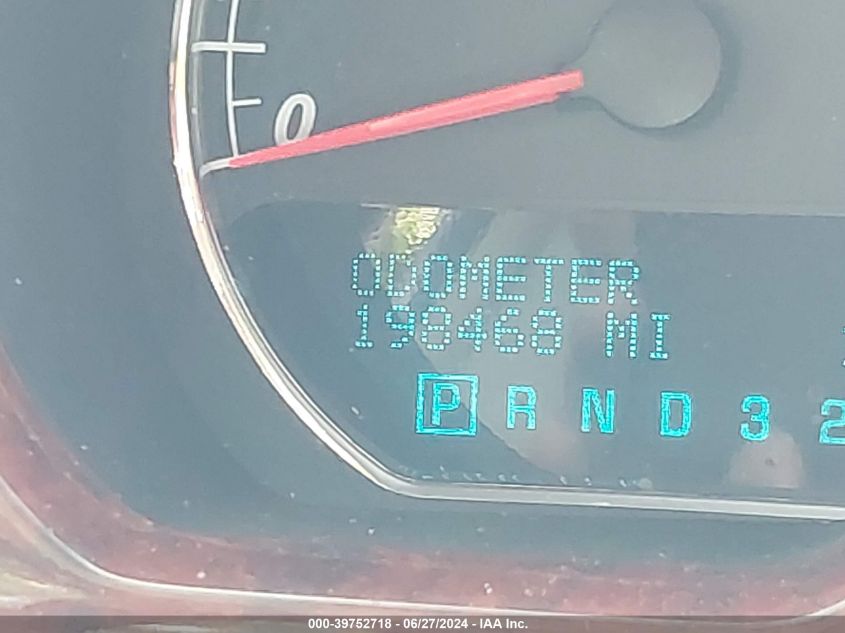 0
ODOMETER
198468 MI
P R N D 3 2
000-39752718 - 06/27/2024 - IAA Inc.